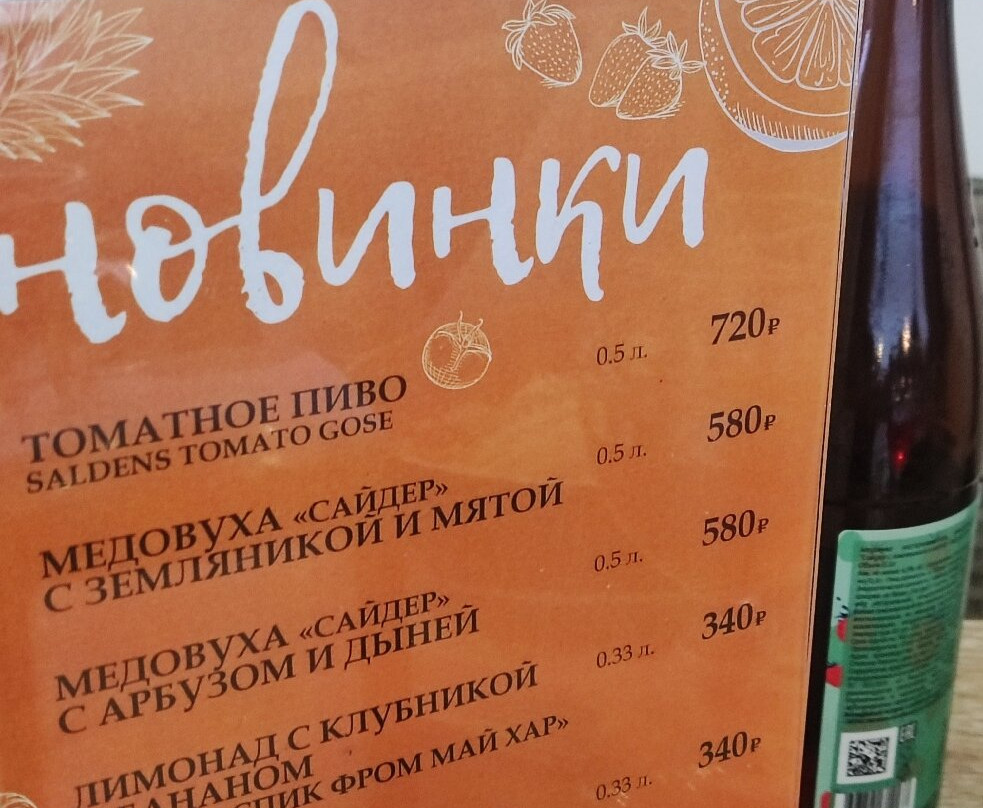 новинки
ТОМАТНОЕ ПИВО 0.5 л. 720₽
SALDENS TOMATO GOSE
МЕДОВУХА «САЙДЕР» 0.5 л. 580₽
С ЗЕМЛЯНИКОЙ И МЯТОЙ
МЕДОВУХА «САЙДЕР» 0.5 л. 580₽
С АРБУЗОМ И ДЫНЕЙ
ЛИМОНАД С КЛУБНИКОЙ 0.33 л. 340₽
ФРОМ МАЙ ХАР» 0.33 л. 340₽